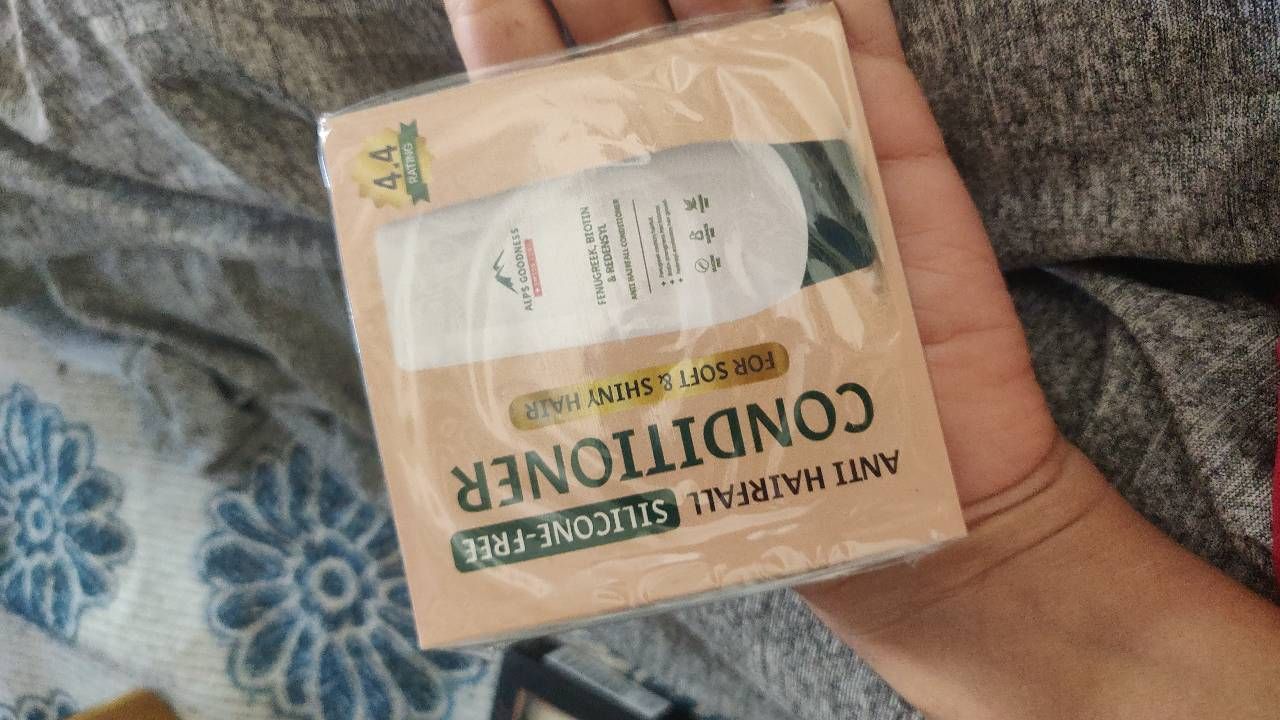 ANTI HAIRFALL SILICONE-FREE
CONDITIONER
FOR SOFT & SHINY HAIR
ALPS GOODNESS
FENUGREEK, BIOTIN
& REDENSYL
ANTI HAIRFALL CONDITIONER
4.4
RATING